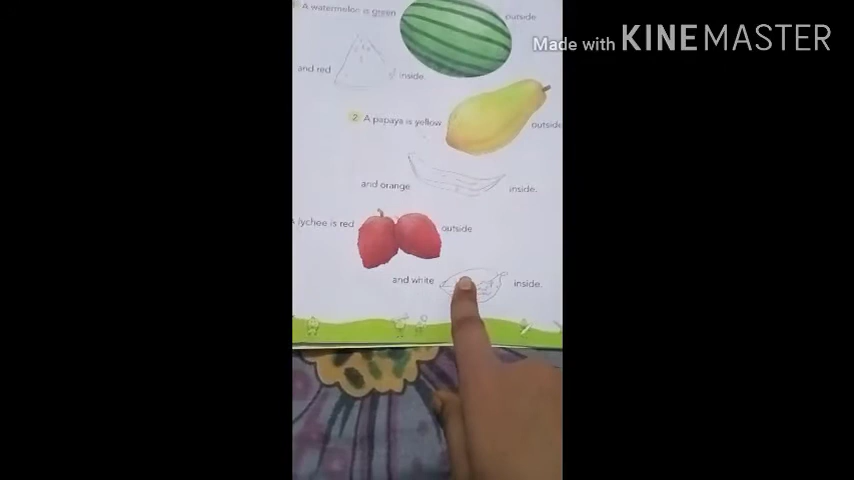 A watermelon is green outside
and red inside.
2 A papaya is yellow outside
and orange inside.
lychee is red outside
and white inside.
Made with KINEMASTER